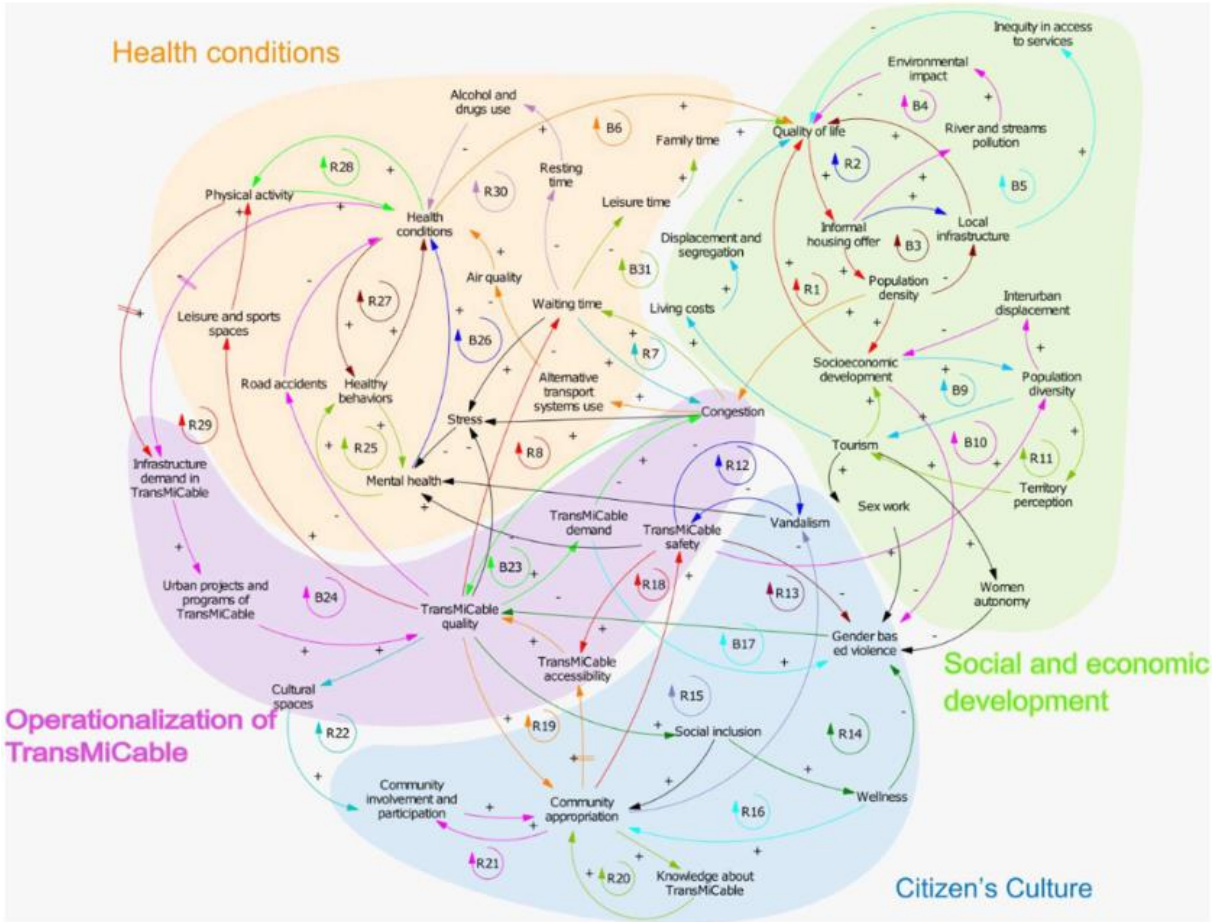 Health conditions
Inequity in access
to services
Environmental
impact
B4
Alcohol and
drugs use
B6
Family time
Quality of life
River and streams
pollution
R28
R2
B5
Physical activity
R30
Resting
time
Leisure time
Health
conditions
Informal
housing offer
Local
infrastructure
B3
Displacement and
segregation
Air quality
B31
R27
R1
Population
density
Interurban
displacement
Leisure and sports
spaces
Waiting time
Living costs
B26
R7
Socioeconomic
development
Population
diversity
Road accidents
Healthy
behaviors
Alternative
transport
systems use
B9
Congestion
R29
R25
Stress
R8
Tourism
B10
R11
Infrastructure
demand in
TransMiCable
Mental health
R12
Territory
perception
Sex work
TransMiCable
demand
TransMiCable
safety
Vandalism
B23
R18
R13
Urban projects and
programs of
TransMiCable
B24
TransMiCable
quality
Women
autonomy
B17
Gender bas
ed violence
TransMiCable
accessibility
Social and economic
development
Cultural
spaces
R15
Operationalization of
TransMiCable
R22
R19
Social inclusion
R14
Community
involvement and
participation
Community
appropriation
Wellness
R16
R21
R20
Knowledge about
TransMiCable
Citizen's Culture